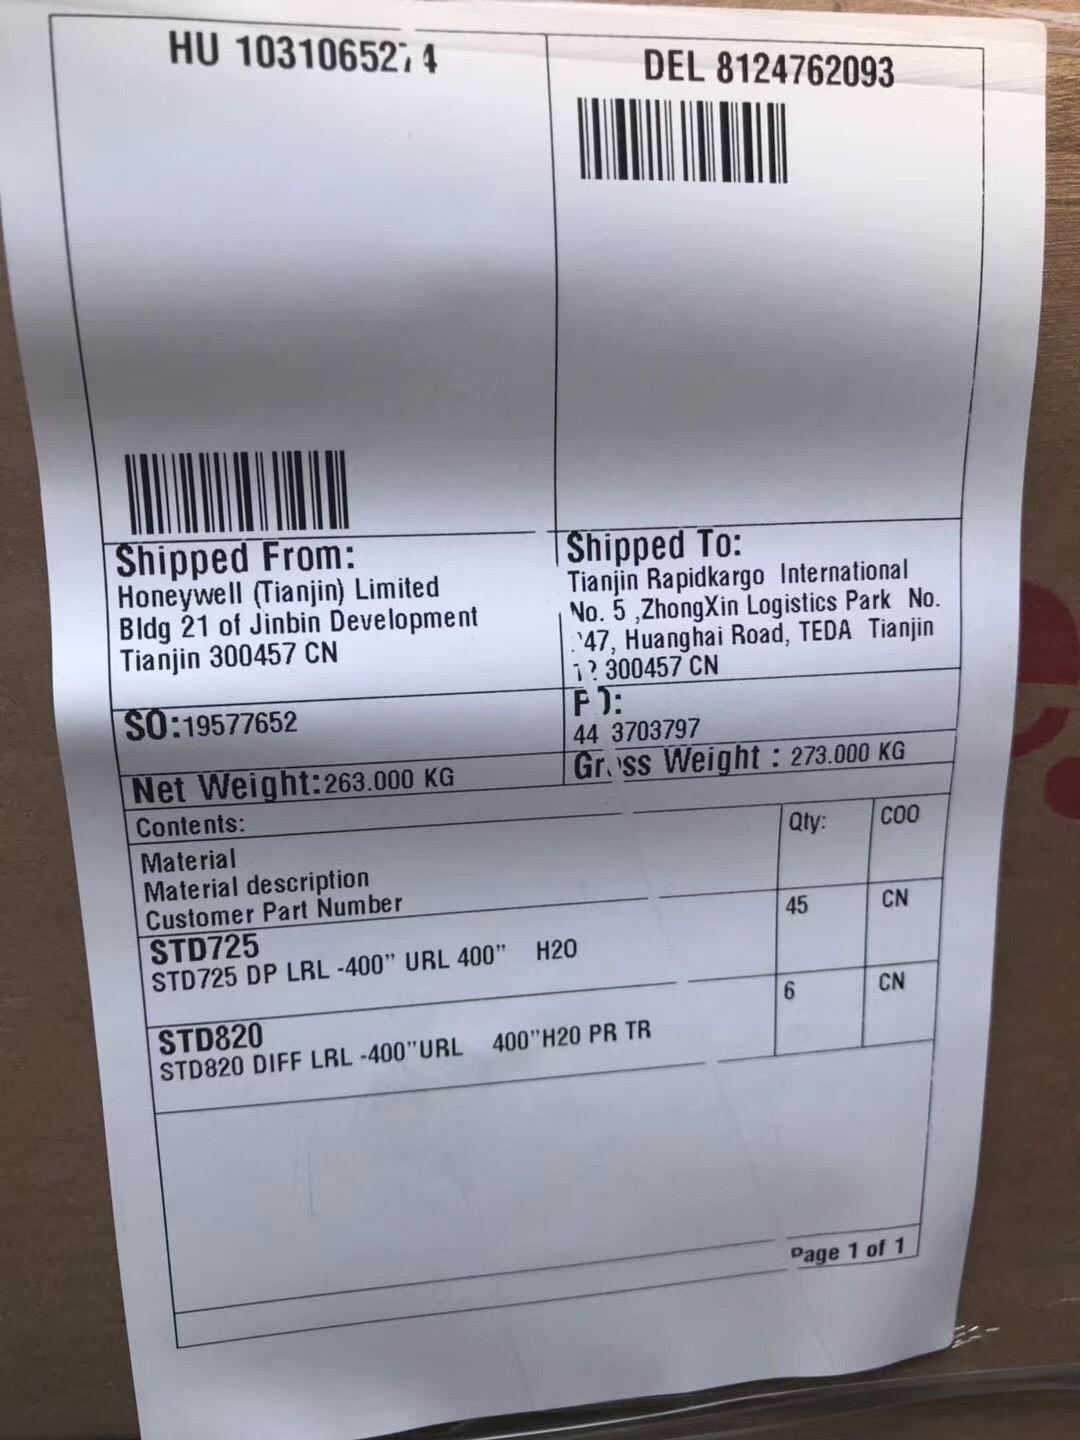 DEL 8124762093
Shipped From:
Honeywell (Tianjin) Limited
Bldg 21 of Jinbin Development
Tianjin 300457 CN
Shipped To:
Tianjin Rapidkargo International
No. 5 ,ZhongXin Logistics Park No.
Huanghai Road, TEDA Tianjin
300457 CN
SO:19577652
44 3703797
Net Weight:263.000 KG
Gross Weight : 273.000 KG
Contents:
Qty:
COO
Material
Material description
Customer Part Number
STD725
45
CN
STD725 DP LRL -400" URL 400" H20
STD820
6
CN
STD820 DIFF LRL -400"URL 400"H20 PR TR
Page 1 of 1
HU